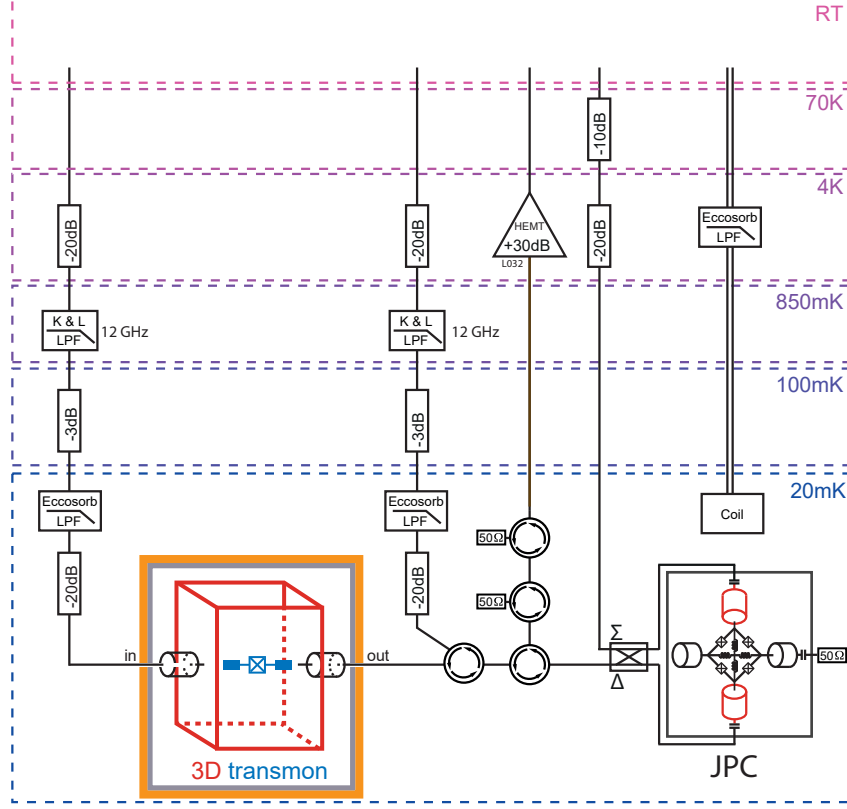 RT
70K
-10dB
4K
-20dB
-20dB
HEMT
+30dB
L032
-20dB
Eccosorb
LPF
850mK
K & L
LPF
12 GHz
K & L
LPF
12 GHz
100mK
-3dB
-3dB
20mK
Eccosorb
LPF
Eccosorb
LPF
Coil
50Ω
-20dB
-20dB
50Ω
in
out
Σ
Δ
50Ω
3D transmon
JPC